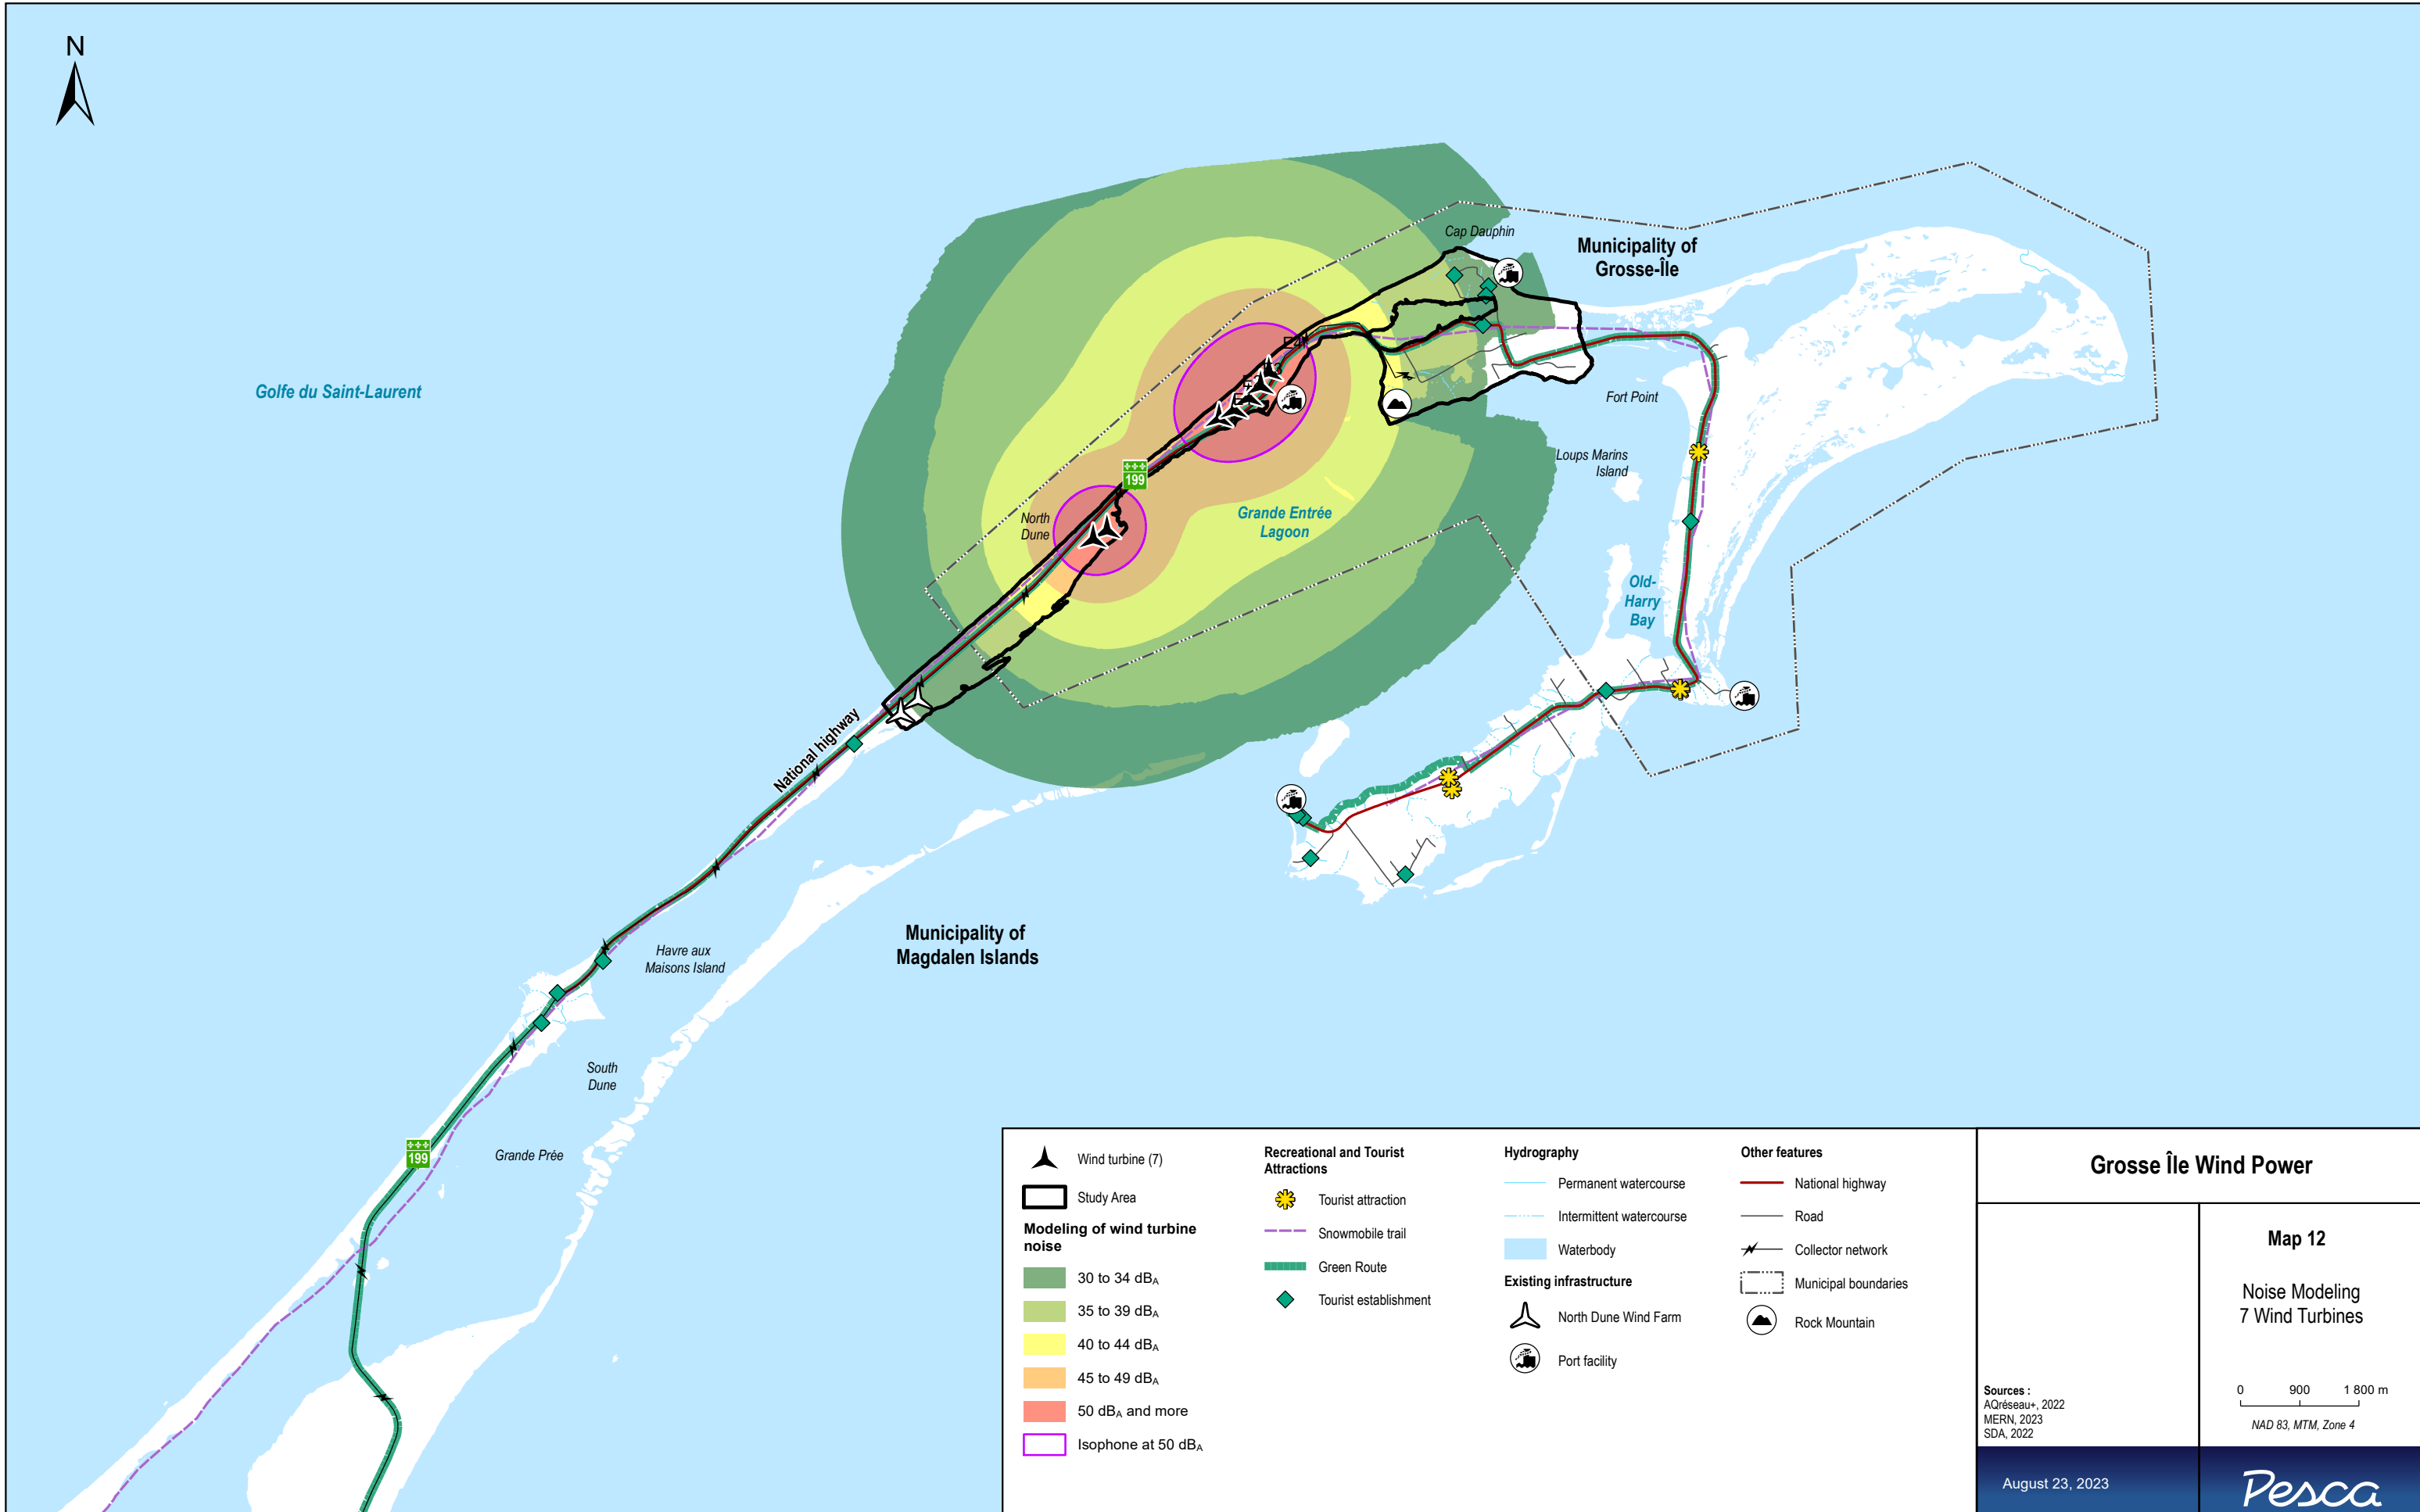 N
Cap Dauphin
Municipality of
Grosse-Île
Golfe du Saint-Laurent
Fort Point
Loups Marins
Island
199
North
Dune
Grande Entrée
Lagoon
Old-
Harry
Bay
National highway
Municipality of
Magdalen Islands
Havre aux
Maisons Island
South
Dune
199
Grande Prée
Wind turbine (7)
Study Area
Modeling of wind turbine
noise
30 to 34 dBA
35 to 39 dBA
40 to 44 dBA
45 to 49 dBA
50 dBA and more
Isophone at 50 dBA
Recreational and Tourist
Attractions
Tourist attraction
Snowmobile trail
Green Route
Tourist establishment
Hydrography
Permanent watercourse
Intermittent watercourse
Waterbody
Existing infrastructure
North Dune Wind Farm
Port facility
Other features
National highway
Road
Collector network
Municipal boundaries
Rock Mountain
Grosse Île Wind Power
Map 12
Noise Modeling
7 Wind Turbines
0 900 1 800 m
NAD 83, MTM, Zone 4
Sources :
AQréseau+, 2022
MERN, 2023
SDA, 2022
August 23, 2023
Pesca